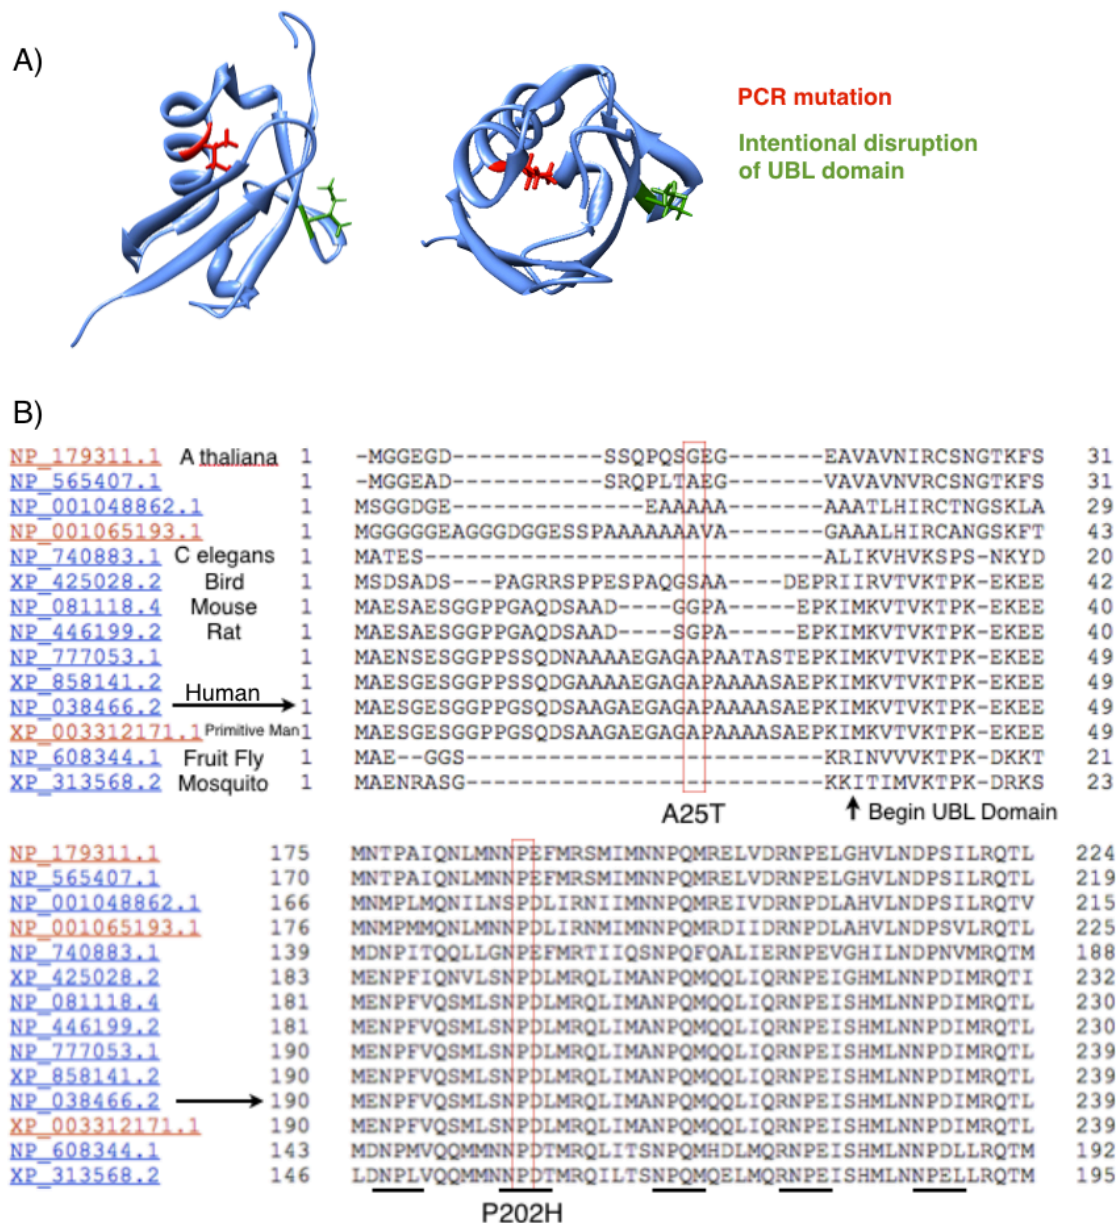 A)
PCR mutation
Intentional disruption
of UBL domain
B)
NP_179311.1 A thaliana 1 -MGGEGD-----------SSQPQSGEG------EAVAVNIRCSNGTKFS 31
NP_565407.1 1 -MGGEAD-----------SRQPLTAEG------VAVAVNVRCSNGTKFS 31
NP_001048862.1 1 MSGGDGE--------------EAAAAA------AAATLHIRCTNGSKLA 29
NP_001065193.1 1 MGGGGGEAGGGDGGESSPAAAAAAAVA------GAAALHIRCANGSKFT 43
NP_740883.1 C elegans 1 MATES----------------------------ALIKVHVKSPS-NKYD 20
XP_425028.2 Bird 1 MSDSADS---PAGRRSPPESPAQGSAA----DEPRIIRVTVKTPK-EKEE 42
NP_081118.4 Mouse 1 MAESAESGGPPGAQDSAAD----GGPA-----EPKIMKVTVKTPK-EKEE 40
NP_446199.2 Rat 1 MAESAESGGPPGAQDSAAD----SGPA-----EPKIMKVTVKTPK-EKEE 40
NP_777053.1 1 MAENSESGGPPSSQDNAAAAEGAGAPAATASTEPKIMKVTVKTPK-EKEE 49
XP_858141.2 1 MAESGESGGPPSSQDGAAAAEGAGAPAAAASAEPKIMKVTVKTPK-EKEE 49
NP_038466.2 Human 1 MAESGESGGPPGSQDSAAGAEGAGAPAAAASAEPKIMKVTVKTPK-EKEE 49
XP_003312171.1 Primitive Man 1 MAESGESGGPPGSQDSAAGAEGAGAPAAAASAEPKIMKVTVKTPK-EKEE 49
NP_608344.1 Fruit Fly 1 MAE--GGS--------------------------KRINVVVKTPK-DKKT 21
XP_313568.2 Mosquito 1 MAENRASG--------------------------KKITIMVKTPK-DRKS 23
A25T
Begin UBL Domain
NP_179311.1 175 MNTPAIQNLMNNPEFMRSMIMNNPQMRELVDRNPELGHVLNDPSILRQTL 224
NP_565407.1 170 MNTPAIQNLMNNPEFMRSMIMNNPQMRELVDRNPELGHVLNDPSILRQTL 219
NP_001048862.1 166 MNMPLMQNILNSPDLIRNIIMNNPQMREIVDRNPDLAHVLNDPSILRQTV 215
NP_001065193.1 176 MNMPMMQNLMNNPDLIRNLIMNNPQMRDIIDRNPDLAHVLNDPSVLRQTL 225
NP_740883.1 139 MDNPITQQLLGNPEFMRTIIQSNPQFQALIERNPEVGHILNDPNVMRQTM 188
XP_425028.2 183 MENPFIQNVLSNPDLMRQLIMANPQMQQLIQRNPEISHMLNNPDIMRQTI 232
NP_081118.4 181 MENPFVQSMLSNPDLMRQLIMANPQMQQLIQRNPEISHMLNNPDIMRQTL 230
NP_446199.2 181 MENPFVQSMLSNPDLMRQLIMANPQMQQLIQRNPEISHMLNNPDIMRQTL 230
NP_777053.1 190 MENPFVQSMLSNPDLMRQLIMANPQMQQLIQRNPEISHMLNNPDIMRQTL 239
XP_858141.2 190 MENPFVQSMLSNPDLMRQLIMANPQMQQLIQRNPEISHMLNNPDIMRQTL 239
NP_038466.2 190 MENPFVQSMLSNPDLMRQLIMANPQMQQLIQRNPEISHMLNNPDIMRQTL 239
XP_003312171.1 190 MENPFVQSMLSNPDLMRQLIMANPQMQQLIQRNPEISHMLNNPDIMRQTL 239
NP_608344.1 143 MDNPMVQQMMNNPDTMRQLITSNPQMHDLMQRNPEISHMLNNPDLLRQTM 192
XP_313568.2 146 LDNPLVQQMMNNPDTMRQILTSNPQMQELMQRNPEISHMLNNPELLRQTM 195
P202H